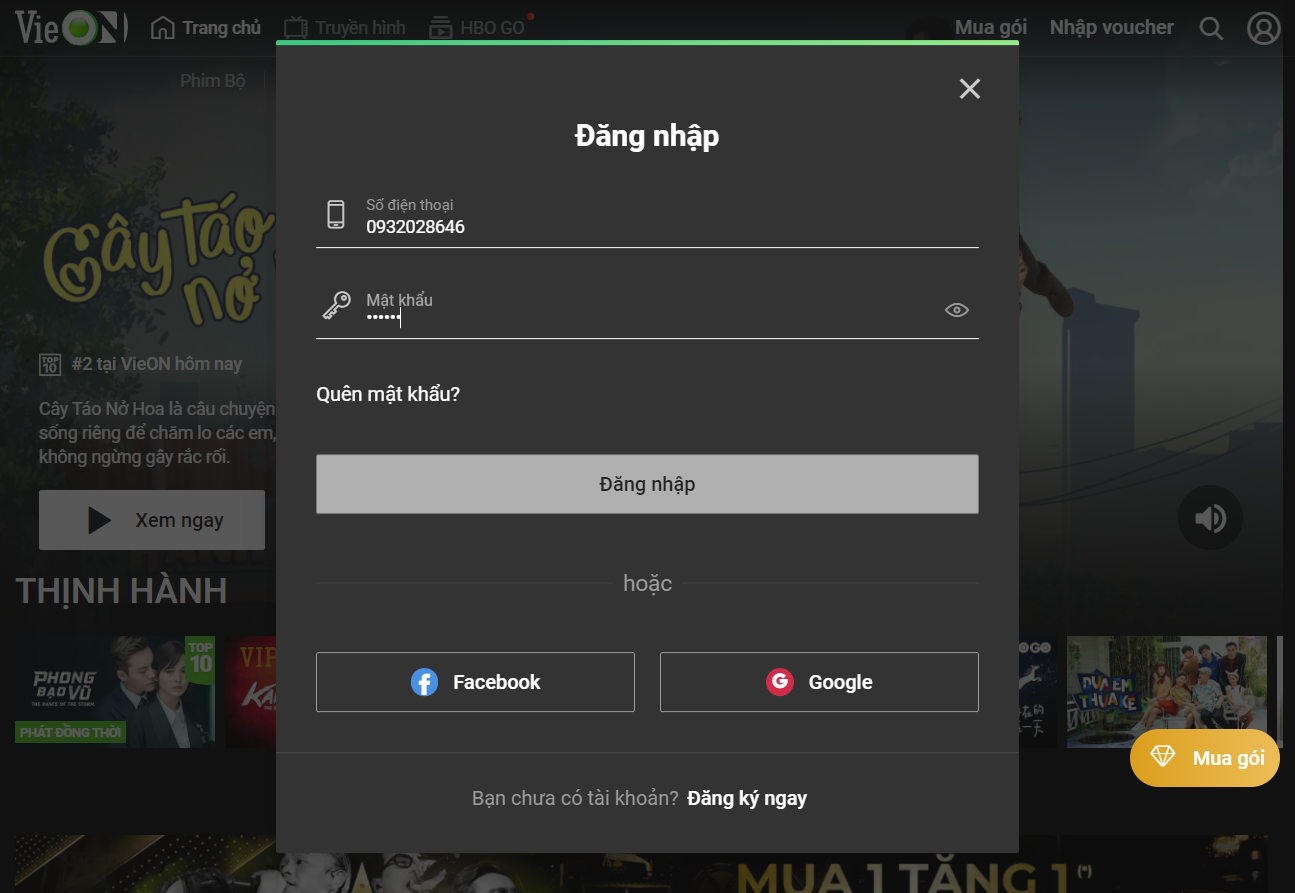 VieON Trang chủ Truyền hình HBO GO Mua gói Nhập voucher
Phim Bộ
Đăng nhập
Số điện thoại
0932028646
Cây táo
nở
Mật khẩu
••••••
TOP 10 #2 tại VieON hôm nay
Quên mật khẩu?
Cây Táo Nở Hoa là câu chuyện
sống riêng để chăm lo các em,
không ngừng gây rắc rối.
Đăng nhập
Xem ngay
hoặc
THỊNH HÀNH
PHONG
BẠO VŨ
THE DANCE OF THE STORM
TOP
10
PHÁT ĐỒNG THỜI
VIP
Facebook
Google
DƯA EM
THUA KE
Mua gói
Bạn chưa có tài khoản? Đăng ký ngay
MUA 1 TẶNG 1 (*)